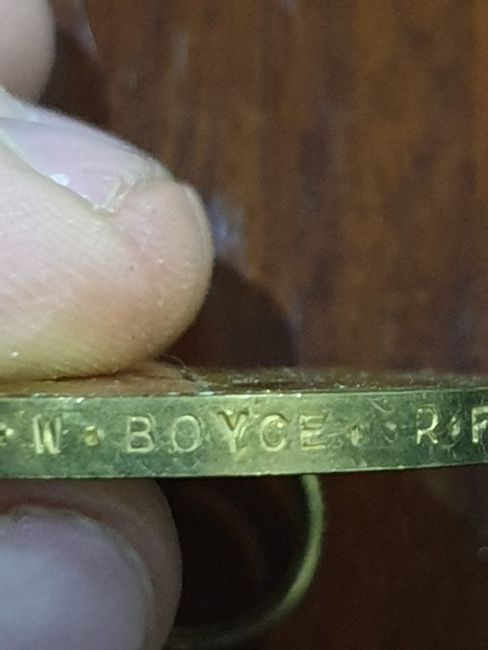 · W · BOYCE . R.F